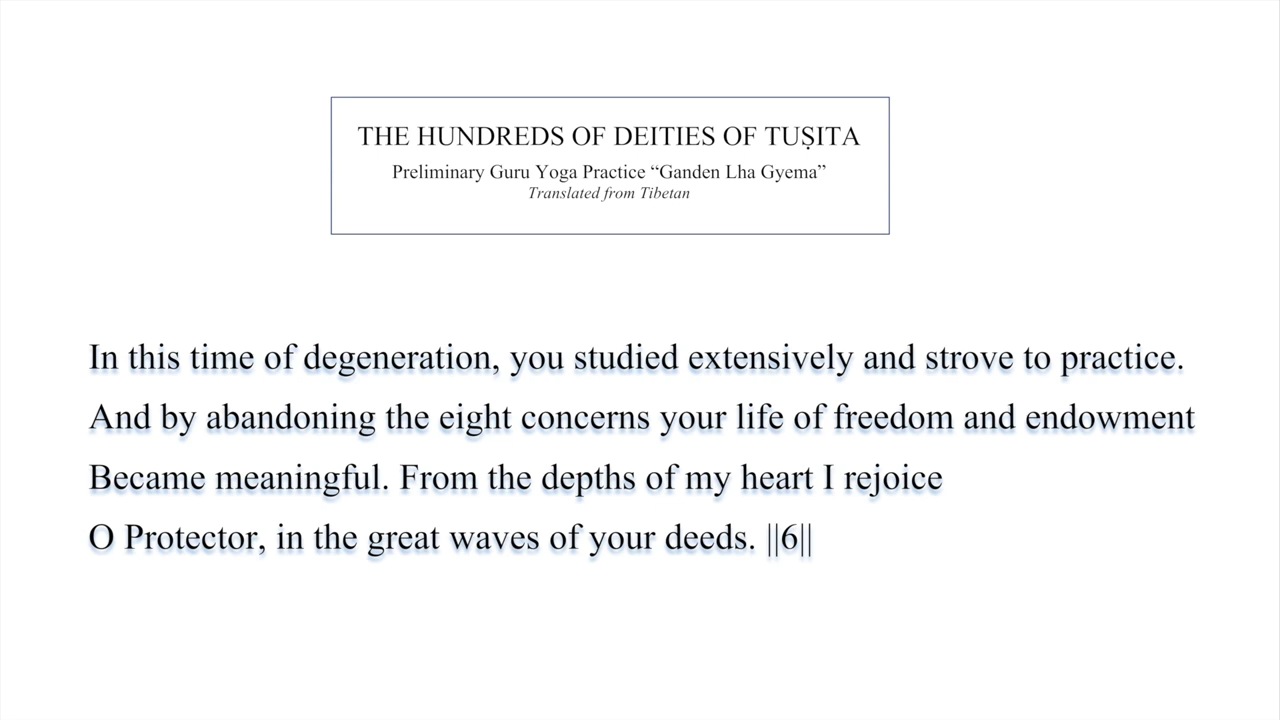 THE HUNDREDS OF DEITIES OF TUṢITA
Preliminary Guru Yoga Practice “Ganden Lha Gyema”
Translated from Tibetan
In this time of degeneration, you studied extensively and strove to practice.
And by abandoning the eight concerns your life of freedom and endowment
Became meaningful. From the depths of my heart I rejoice
O Protector, in the great waves of your deeds. ||6||